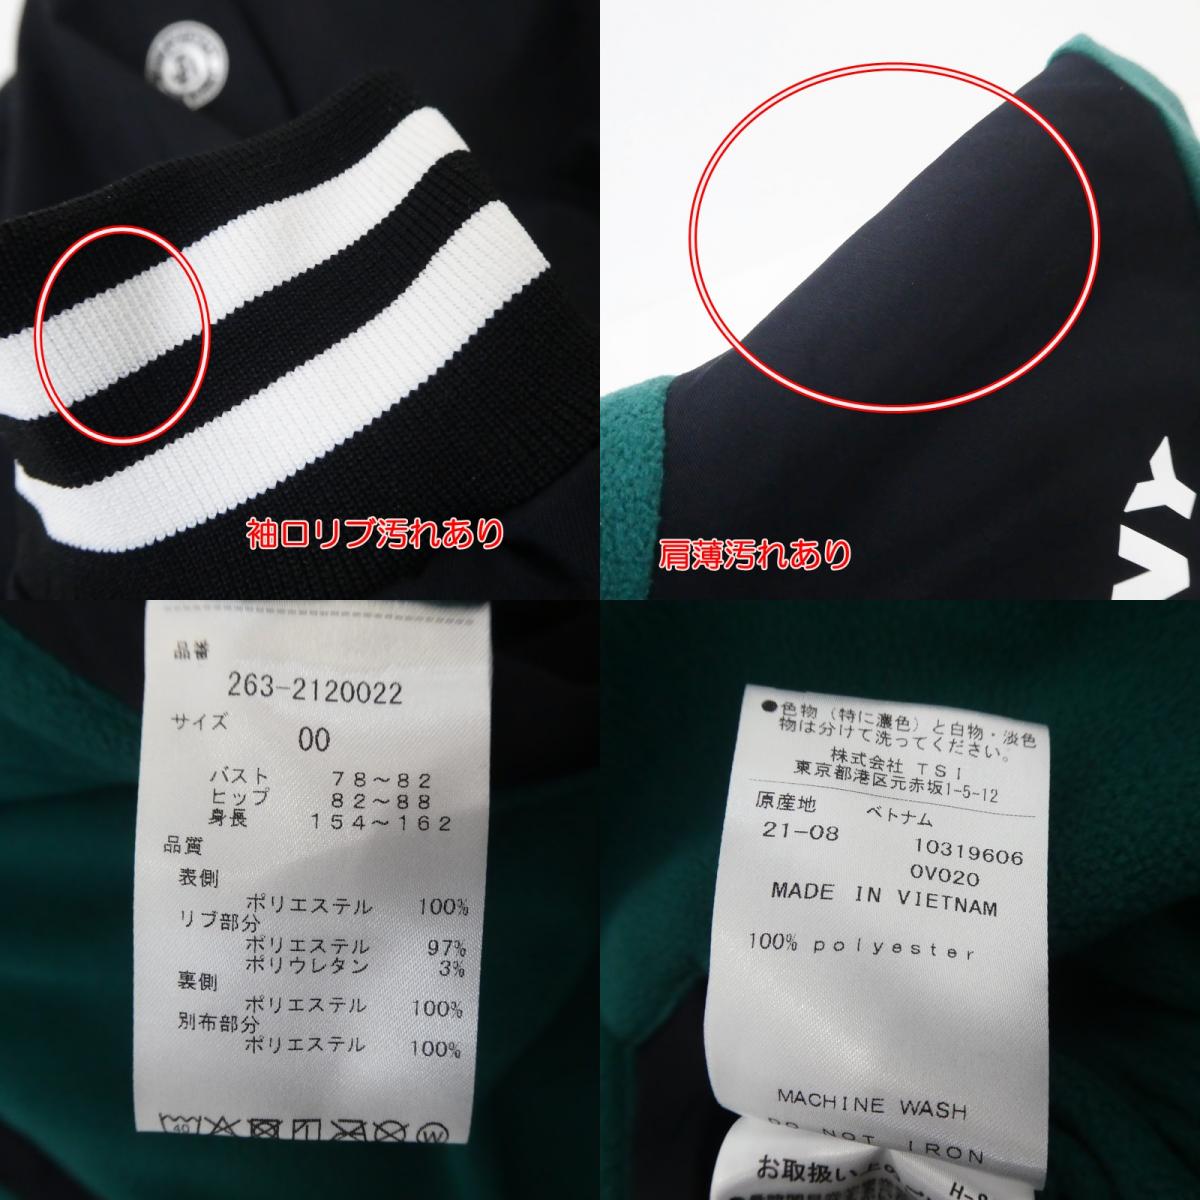 袖口リブ汚れあり
肩薄汚れあり
VY
263-2120022
サイズ
00
バスト 78〜82
ヒップ 82〜88
身長 154〜162
品質
表側
ポリエステル 100%
リブ部分
ポリエステル 97%
ポリウレタン 3%
裏側
ポリエステル 100%
別布部分
ポリエステル 100%
40
W
●色物(特に濃色)と白物・淡色
物は分けて洗ってください。
株式会社 TSI
東京都港区元赤坂1-5-12
原産地 ベトナム
21-08 10319606
0V020
MADE IN VIETNAM
100% polyester
MACHINE WASH
DO NOT IRON
お取扱い上の